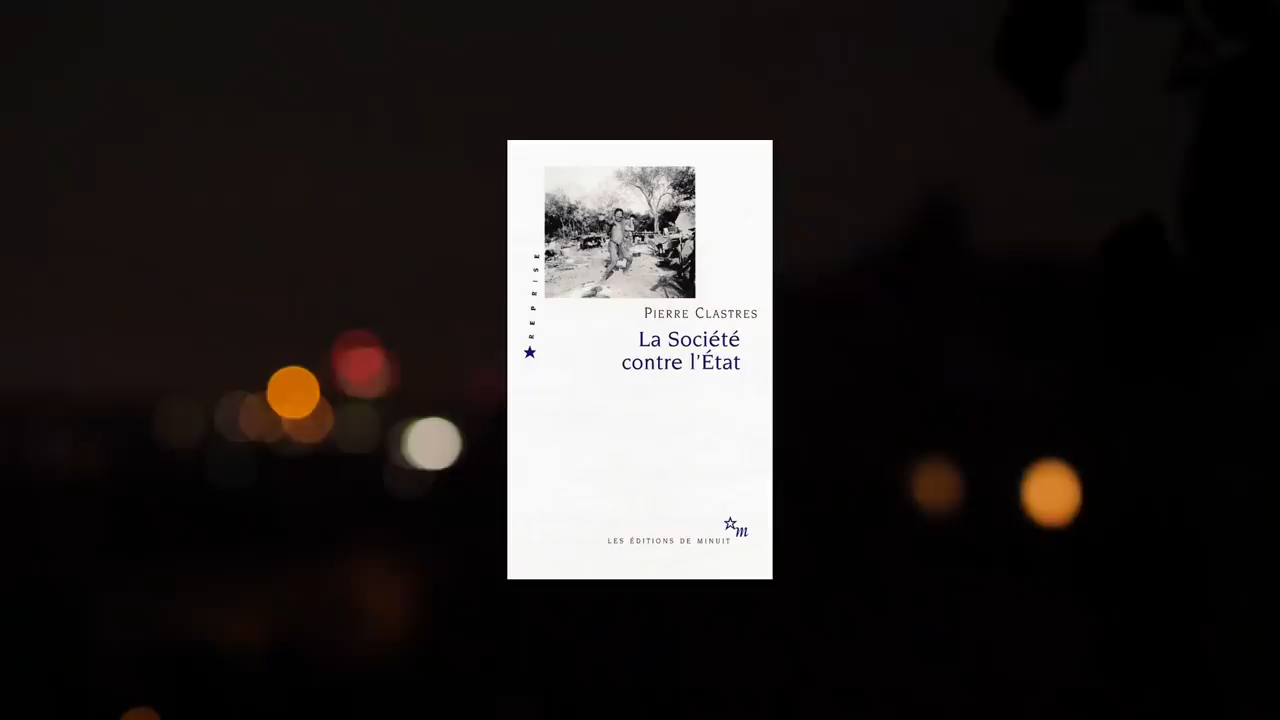 REPRISE
PIERRE CLASTRES
La Société
contre l'État
m
LES ÉDITIONS DE MINUIT